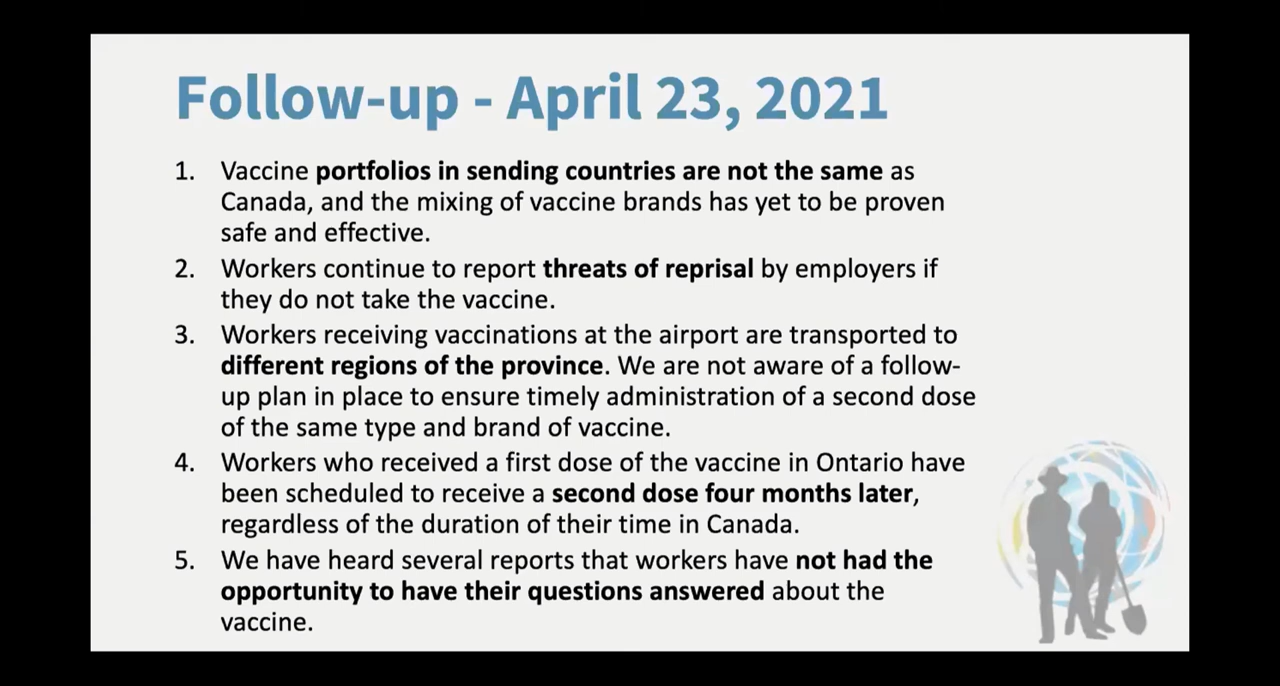 Follow-up - April 23, 2021
1. Vaccine portfolios in sending countries are not the same as
Canada, and the mixing of vaccine brands has yet to be proven
safe and effective.
2. Workers continue to report threats of reprisal by employers if
they do not take the vaccine.
3. Workers receiving vaccinations at the airport are transported to
different regions of the province. We are not aware of a follow-
up plan in place to ensure timely administration of a second dose
of the same type and brand of vaccine.
4. Workers who received a first dose of the vaccine in Ontario have
been scheduled to receive a second dose four months later,
regardless of the duration of their time in Canada.
5. We have heard several reports that workers have not had the
opportunity to have their questions answered about the
vaccine.